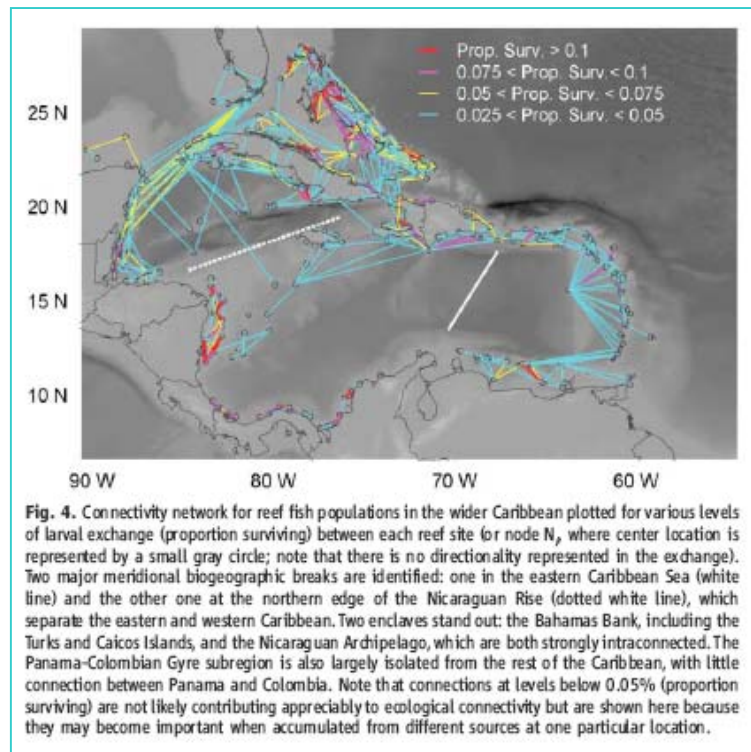 Prop. Surv. > 0.1
0.075 < Prop. Surv.< 0.1
0.05 < Prop. Surv. < 0.075
0.025 < Prop. Surv. < 0.05
25 N
20 N
15 N
10 N
90 W 80 W 70 W 60 W
Fig. 4. Connectivity network for reef fish populations in the wider Caribbean plotted for various levels
of larval exchange (proportion surviving) between each reef site (or node N, where center location is
represented by a small gray circle; note that there is no directionality represented in the exchange).
Two major meridional biogeographic breaks are identified: one in the eastern Caribbean Sea (white
line) and the other one at the northern edge of the Nicaraguan Rise (dotted white line), which
separate the eastern and western Caribbean. Two enclaves stand out: the Bahamas Bank, including the
Turks and Caicos Islands, and the Nicaraguan Archipelago, which are both strongly intraconnected. The
Panama-Colombian Gyre subregion is also largely isolated from the rest of the Caribbean, with little
connection between Panama and Colombia. Note that connections at levels below 0.05% (proportion
surviving) are not likely contributing appreciably to ecological connectivity but are shown here because
they may become important when accumulated from different sources at one particular location.